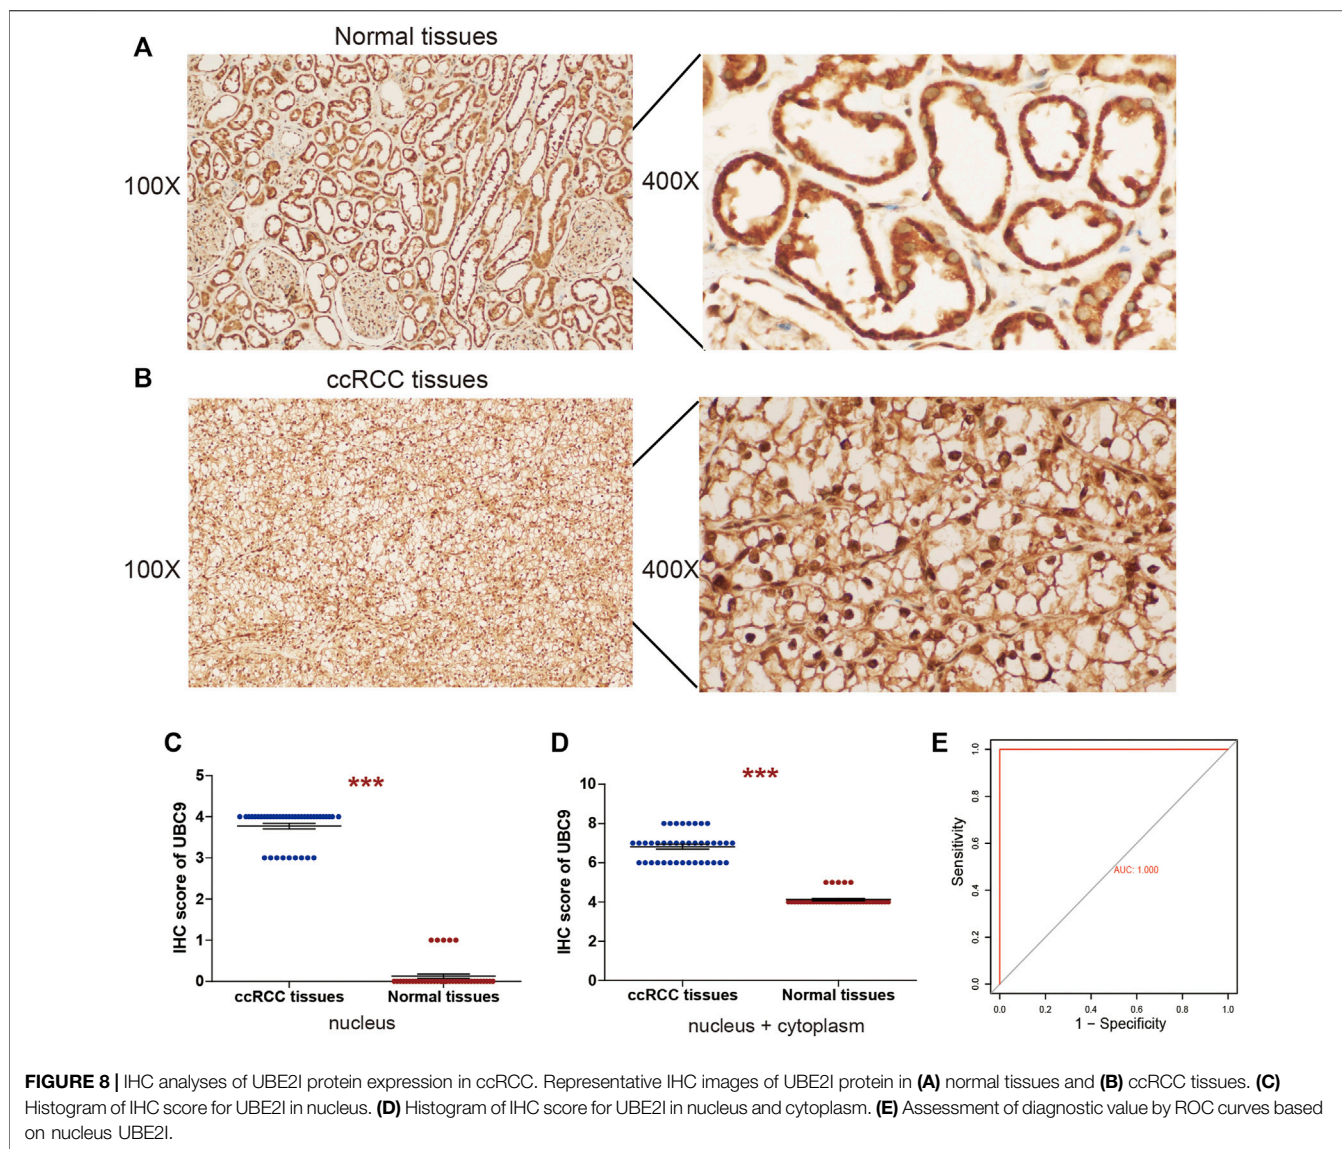 A
Normal tissues
100X
400X
B
ccRCC tissues
100X
400X
C
IHC score of UBC9
5
4
3
2
1
0
***
ccRCC tissues
Normal tissues
nucleus
D
IHC score of UBC9
10
8
6
4
2
0
***
ccRCC tissues
Normal tissues
nucleus + cytoplasm
E
Sensitivity
1.0
0.8
0.6
0.4
0.2
0.0
AUC: 1.000
0.0 0.2 0.4 0.6 0.8 1.0
1 − Specificity
FIGURE 8 | IHC analyses of UBE2I protein expression in ccRCC. Representative IHC images of UBE2I protein in (A) normal tissues and (B) ccRCC tissues. (C)
Histogram of IHC score for UBE2I in nucleus. (D) Histogram of IHC score for UBE2I in nucleus and cytoplasm. (E) Assessment of diagnostic value by ROC curves based
on nucleus UBE2I.